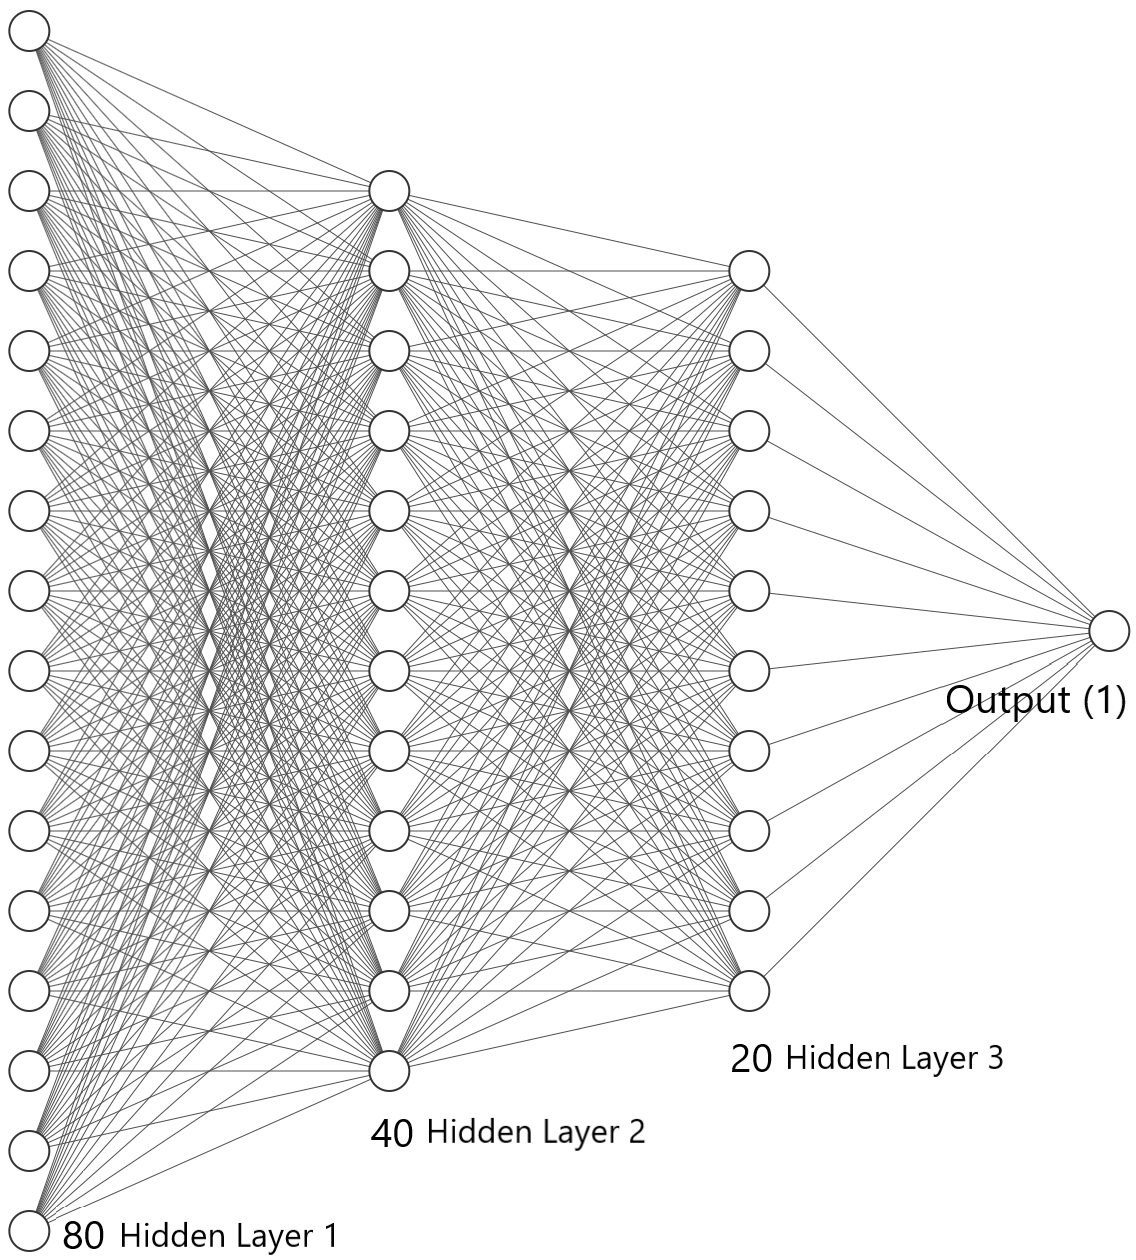 Output (1)
20 Hidden Layer 3
40 Hidden Layer 2
80 Hidden Layer 1